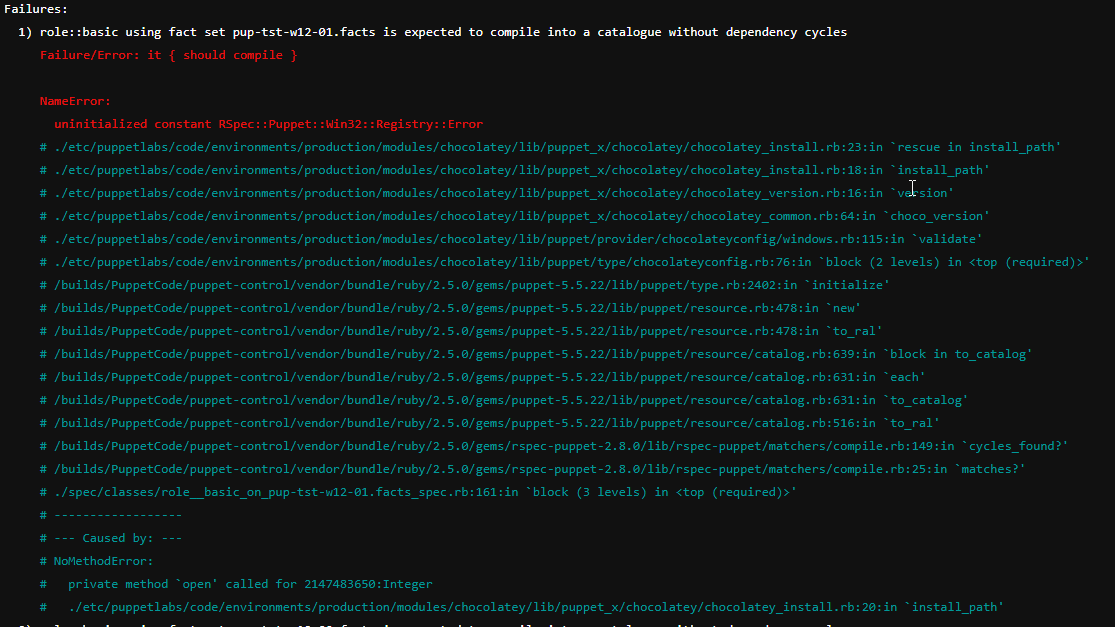 Failures:
1) role::basic using fact set pup-tst-w12-01.facts is expected to compile into a catalogue without dependency cycles
Failure/Error: it { should compile }
NameError:
uninitialized constant RSpec::Puppet::Win32::Registry::Error
# ./etc/puppetlabs/code/environments/production/modules/chocolatey/lib/puppet_x/chocolatey/chocolatey_install.rb:23:in `rescue in install_path'
# ./etc/puppetlabs/code/environments/production/modules/chocolatey/lib/puppet_x/chocolatey/chocolatey_install.rb:18:in `install_path'
# ./etc/puppetlabs/code/environments/production/modules/chocolatey/lib/puppet_x/chocolatey/chocolatey_version.rb:16:in `version'
# ./etc/puppetlabs/code/environments/production/modules/chocolatey/lib/puppet_x/chocolatey/chocolatey_common.rb:64:in `choco_version'
# ./etc/puppetlabs/code/environments/production/modules/chocolatey/lib/puppet/provider/chocolateyconfig/windows.rb:115:in `validate'
# ./etc/puppetlabs/code/environments/production/modules/chocolatey/lib/puppet/type/chocolateyconfig.rb:76:in `block (2 levels) in <top (required)>'
# /builds/PuppetCode/puppet-control/vendor/bundle/ruby/2.5.0/gems/puppet-5.5.22/lib/puppet/type.rb:2402:in `initialize'
# /builds/PuppetCode/puppet-control/vendor/bundle/ruby/2.5.0/gems/puppet-5.5.22/lib/puppet/resource.rb:478:in `new'
# /builds/PuppetCode/puppet-control/vendor/bundle/ruby/2.5.0/gems/puppet-5.5.22/lib/puppet/resource.rb:478:in `to_ral'
# /builds/PuppetCode/puppet-control/vendor/bundle/ruby/2.5.0/gems/puppet-5.5.22/lib/puppet/resource/catalog.rb:639:in `block in to_catalog'
# /builds/PuppetCode/puppet-control/vendor/bundle/ruby/2.5.0/gems/puppet-5.5.22/lib/puppet/resource/catalog.rb:631:in `each'
# /builds/PuppetCode/puppet-control/vendor/bundle/ruby/2.5.0/gems/puppet-5.5.22/lib/puppet/resource/catalog.rb:631:in `to_catalog'
# /builds/PuppetCode/puppet-control/vendor/bundle/ruby/2.5.0/gems/puppet-5.5.22/lib/puppet/resource/catalog.rb:516:in `to_ral'
# /builds/PuppetCode/puppet-control/vendor/bundle/ruby/2.5.0/gems/rspec-puppet-2.8.0/lib/rspec-puppet/matchers/compile.rb:149:in `cycles_found?'
# /builds/PuppetCode/puppet-control/vendor/bundle/ruby/2.5.0/gems/rspec-puppet-2.8.0/lib/rspec-puppet/matchers/compile.rb:25:in `matches?'
# ./spec/classes/role__basic_on_pup-tst-w12-01.facts_spec.rb:161:in `block (3 levels) in <top (required)>'
# ------------------
# --- Caused by: ---
# NoMethodError:
# private method `open' called for 2147483650:Integer
# ./etc/puppetlabs/code/environments/production/modules/chocolatey/lib/puppet_x/chocolatey/chocolatey_install.rb:20:in `install_path'